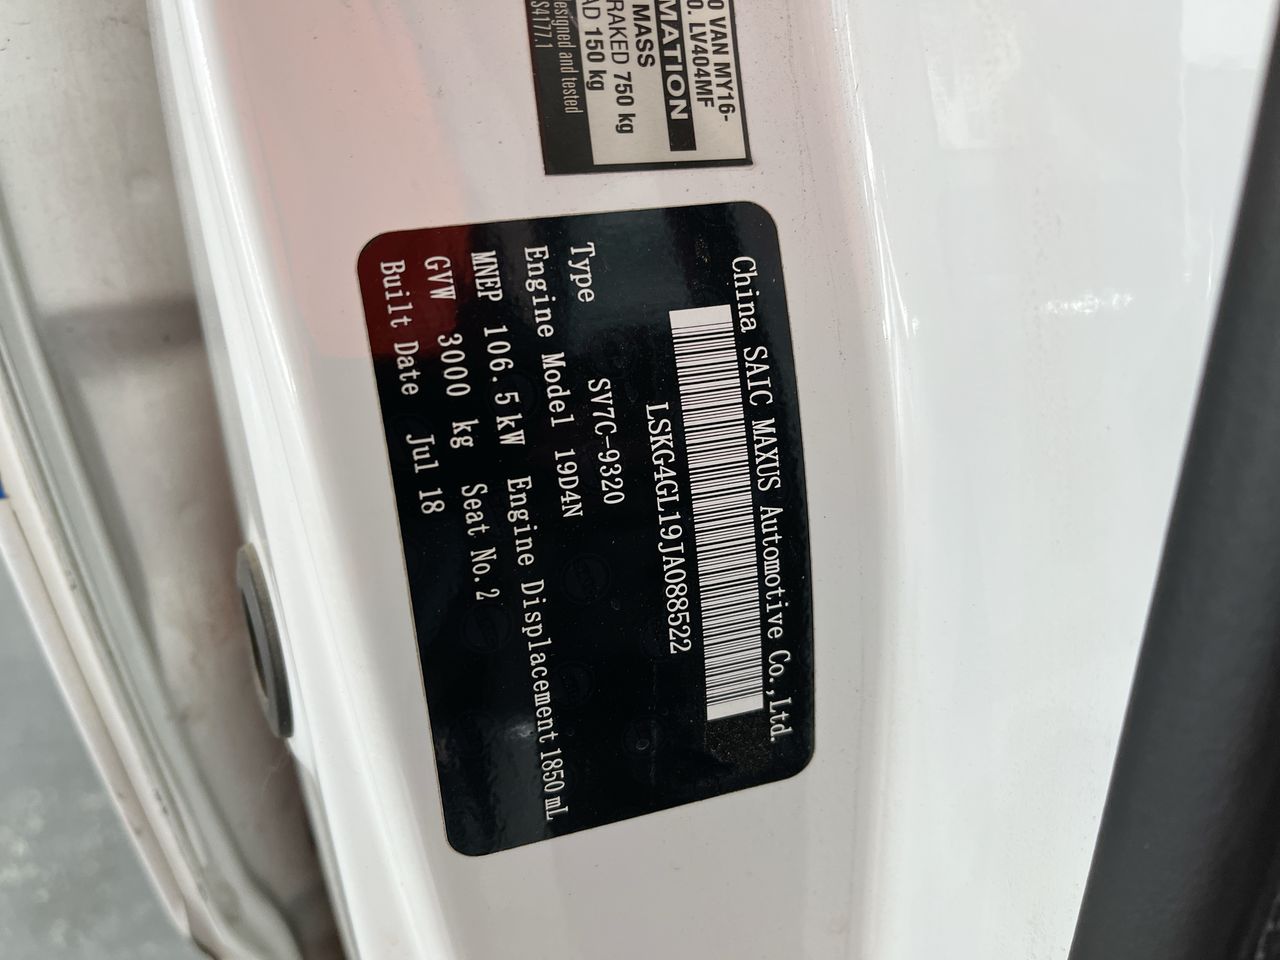 0 VAN MY16-
0. LV404MF
MATION
MASS
RAKED 750 kg
AD 150 kg
esigned and tested
S4177.1
China SAIC MAXUS Automotive Co.,Ltd.
LSKG4GL19JA088522
Type SV7C-9320
Engine Model 19D4N
MNEP 106.5kW Engine Displacement 1850mL
GVW 3000 kg Seat No.2
Built Date Jul 18